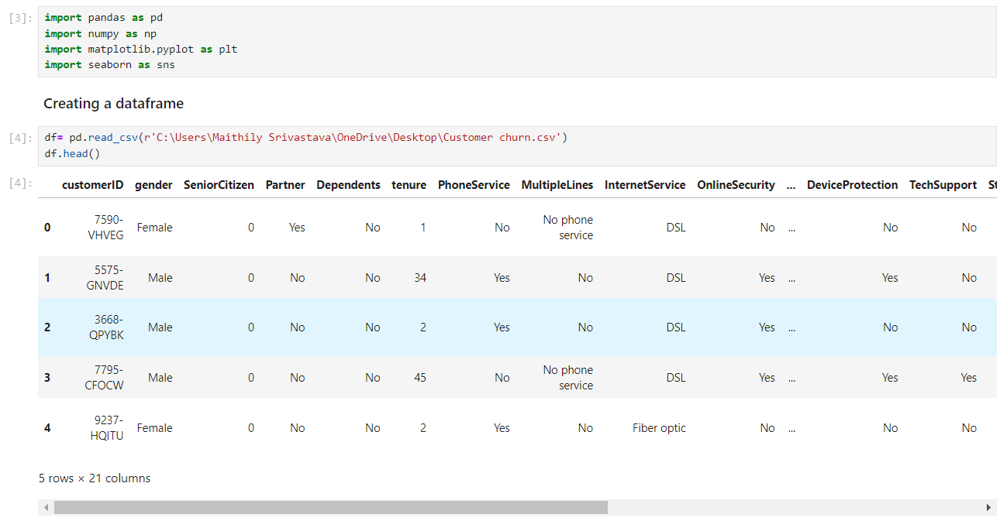 [3]: import pandas as pd
import numpy as np
import matplotlib.pyplot as plt
import seaborn as sns
Creating a dataframe
[4]: df= pd.read_csv(r'C:\Users\Maithily Srivastava\OneDrive\Desktop\Customer churn.csv')
df.head()
[4]: customerID gender SeniorCitizen Partner Dependents tenure PhoneService MultipleLines InternetService OnlineSecurity ... DeviceProtection TechSupport St
0 7590-VHVEG Female 0 Yes No 1 No No phone service DSL No ... No No
1 5575-GNVDE Male 0 No No 34 Yes No DSL Yes ... Yes No
2 3668-QPYBK Male 0 No No 2 Yes No DSL Yes ... No No
3 7795-CFOCW Male 0 No No 45 No No phone service DSL Yes ... Yes Yes
4 9237-HQITU Female 0 No No 2 Yes No Fiber optic No ... No No
5 rows × 21 columns